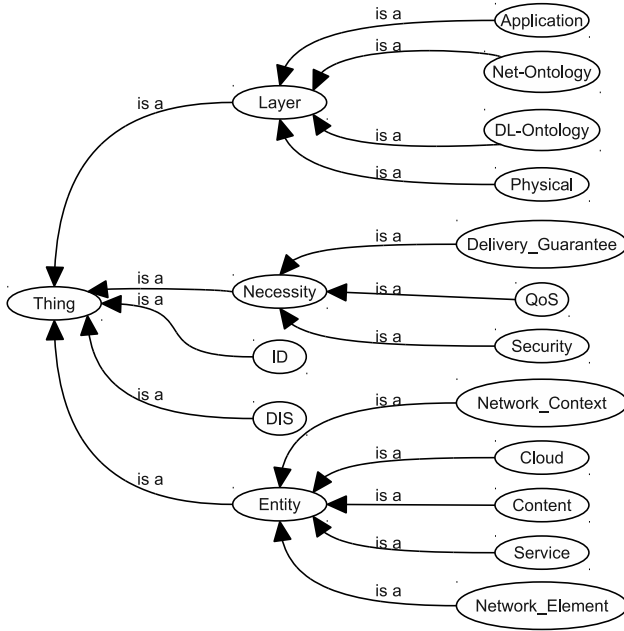 is a
Application
is a
Net-Ontology
Layer
is a
DL-Ontology
is a
is a
Physical
is a
Delivery_Guarantee
is a
Necessity
is a
QoS
Thing
is a
is a
Security
ID
is a
Network_Context
is a
DIS
is a
Cloud
is a
Entity
is a
Content
is a
Service
is a
Network_Element